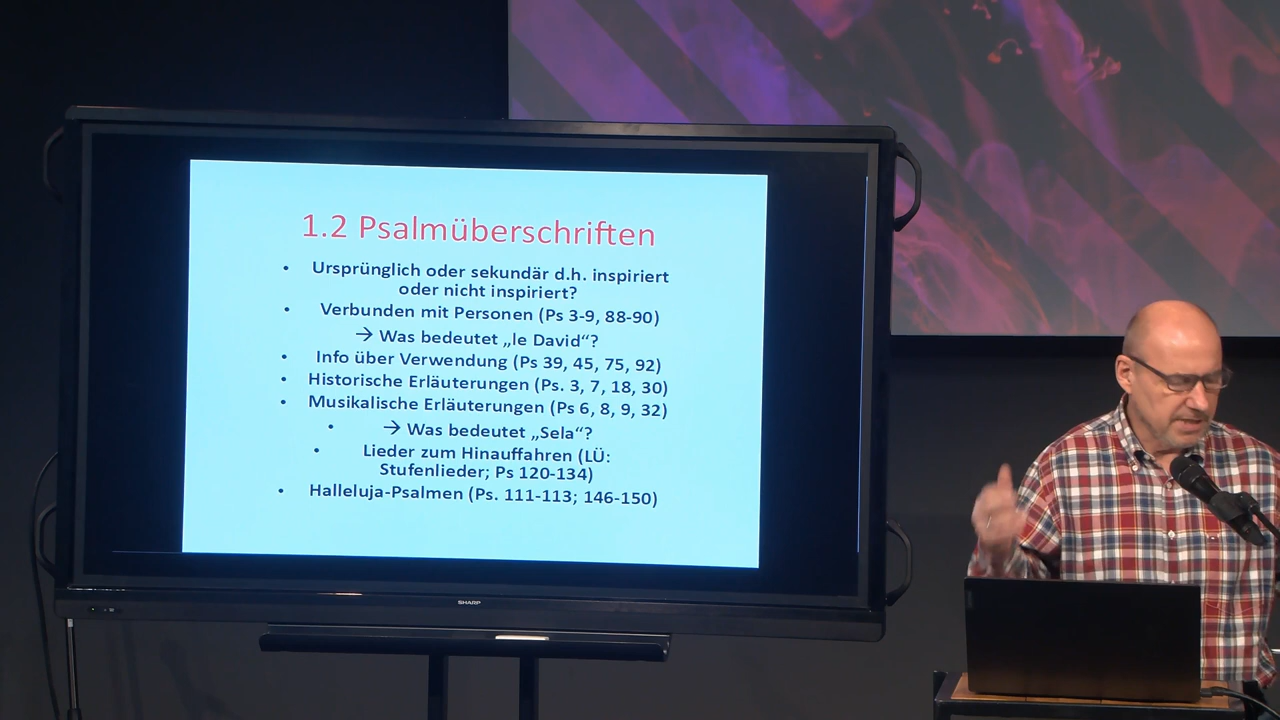 1.2 Psalmüberschriften
• Ursprünglich oder sekundär d.h. inspiriert
oder nicht inspiriert?
• Verbunden mit Personen (Ps 3-9, 88-90)
→ Was bedeutet „le David“?
• Info über Verwendung (Ps 39, 45, 75, 92)
• Historische Erläuterungen (Ps. 3, 7, 18, 30)
• Musikalische Erläuterungen (Ps 6, 8, 9, 32)
• → Was bedeutet „Sela“?
• Lieder zum Hinauffahren (LÜ:
Stufenlieder; Ps 120-134)
• Halleluja-Psalmen (Ps. 111-113; 146-150)
SHARP